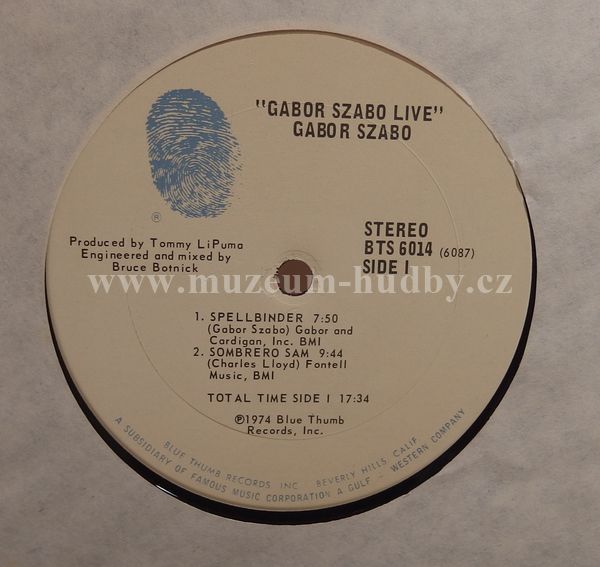 "GABOR SZABO LIVE"
GABOR SZABO
®
STEREO
BTS 6014 (6087)
SIDE I
Produced by Tommy LiPuma
Engineered and mixed by
Bruce Botnick
www.muzeum-hudby.cz
1. SPELLBINDER 7:50
(Gabor Szabo) Gabor and
Cardigan, Inc. BMI
2. SOMBRERO SAM 9:44
(Charles Lloyd) Fontell
Music, BMI
TOTAL TIME SIDE I 17:34
℗1974 Blue Thumb
Records, Inc.
BLUE THUMB RECORDS INC BEVERLY HILLS, CALIF
A SUBSIDIARY OF FAMOUS MUSIC CORPORATION A GULF - WESTERN COMPANY